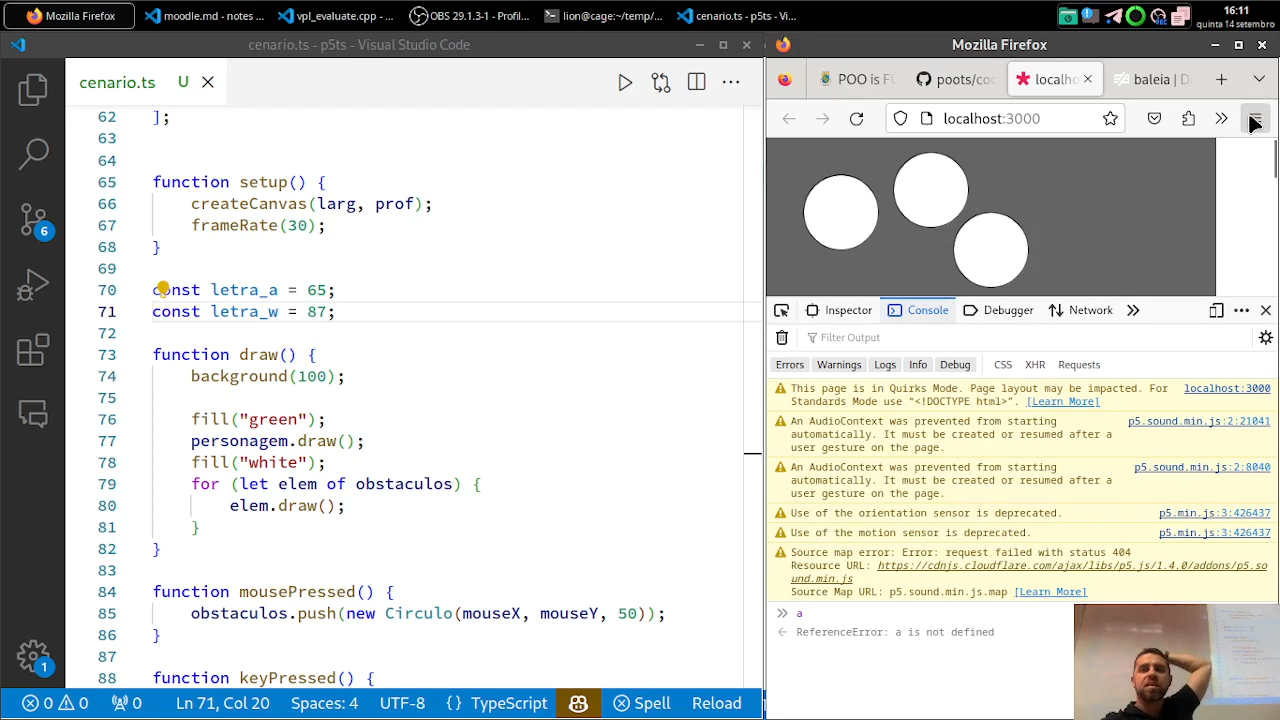 Mozilla Firefox
moodle.md - notes ...
vpl_evaluate.cpp - ...
OS 29.1.3-1 - Profil...
lion@cage:~/temp/...
cenario.ts - p5ts - Vi...
16:11
quinta 14 setembro
cenario.ts - p5ts - Visual Studio Code
Mozilla Firefox
cenario.ts U
POO is FU
poots/coo
localho
baleia | D
localhost:3000
62 ];
63
64
65 function setup() {
66 createCanvas(larg, prof);
67 frameRate(30);
68 }
69
70 const letra_a = 65;
71 const letra_w = 87;
72
73 function draw() {
74 background(100);
75
76 fill("green");
77 personagem.draw();
78 fill("white");
79 for (let elem of obstaculos) {
80 elem.draw();
81 }
82 }
83
84 function mousePressed() {
85 obstaculos.push(new Circulo(mouseX, mouseY, 50));
86 }
87
88 function keyPressed() {
6
1
Inspector Console Debugger Network
Filter Output
Errors Warnings Logs Info Debug CSS XHR Requests
This page is in Quirks Mode. Page layout may be impacted. For localhost:3000
Standards Mode use “<!DOCTYPE html>”. [Learn More]
An AudioContext was prevented from starting p5.sound.min.js:2:21041
automatically. It must be created or resumed after a
user gesture on the page.
An AudioContext was prevented from starting p5.sound.min.js:2:8040
automatically. It must be created or resumed after a
user gesture on the page.
Use of the orientation sensor is deprecated. p5.min.js:3:426437
Use of the motion sensor is deprecated. p5.min.js:3:426437
Source map error: Error: request failed with status 404
Resource URL: https://cdnjs.cloudflare.com/ajax/libs/p5.js/1.4.0/addons/p5.so
und.min.js
Source Map URL: p5.sound.min.js.map [Learn More]
a
ReferenceError: a is not defined
0 0 0 Ln 71, Col 20 Spaces: 4 UTF-8 {} TypeScript Spell Reload